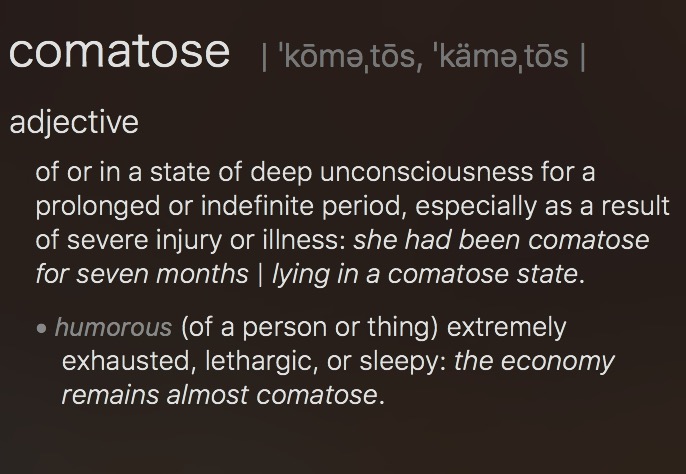 comatose | ˈkōməˌtōs, ˈkäməˌtōs |
adjective
of or in a state of deep unconsciousness for a
prolonged or indefinite period, especially as a result
of severe injury or illness: she had been comatose
for seven months | lying in a comatose state.
• humorous (of a person or thing) extremely
exhausted, lethargic, or sleepy: the economy
remains almost comatose.